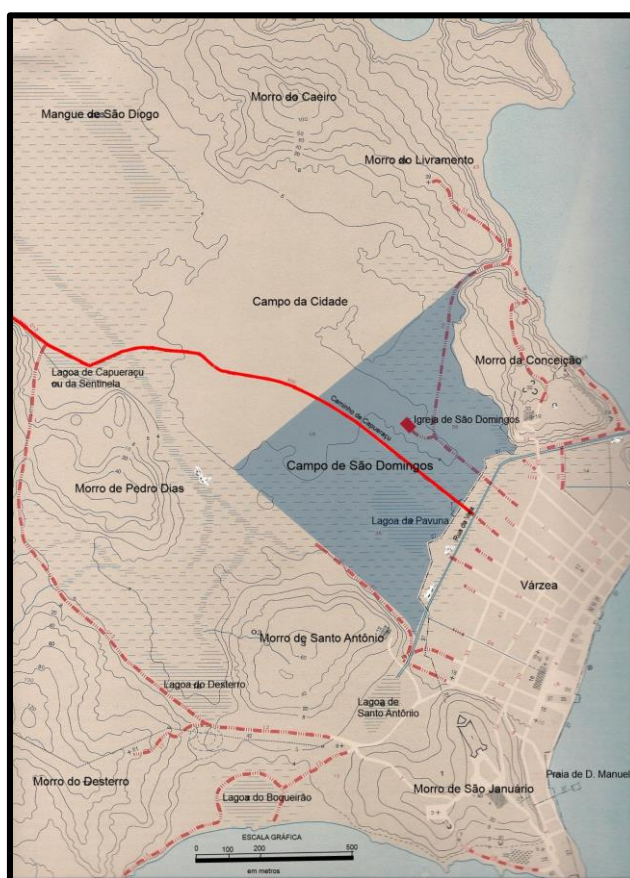 Morro do Caeiro
Mangue de São Diogo
Morro do Livramento
Campo da Cidade
Morro da Conceição
Lagoa de Capueraçu
ou da Sentinela
Caminho de Capueraçu
Igreja de São Domingos
Campo de São Domingos
Morro de Pedro Dias
Lagoa da Pavuna
Rua da Vala
Várzea
Morro de Santo Antônio
Lagoa do Desterro
Lagoa de
Santo Antônio
Morro do Desterro
Praia de D. Manuel
Morro de São Januário
Lagoa do Boqueirão
ESCALA GRÁFICA
0 100 200 500
em metros